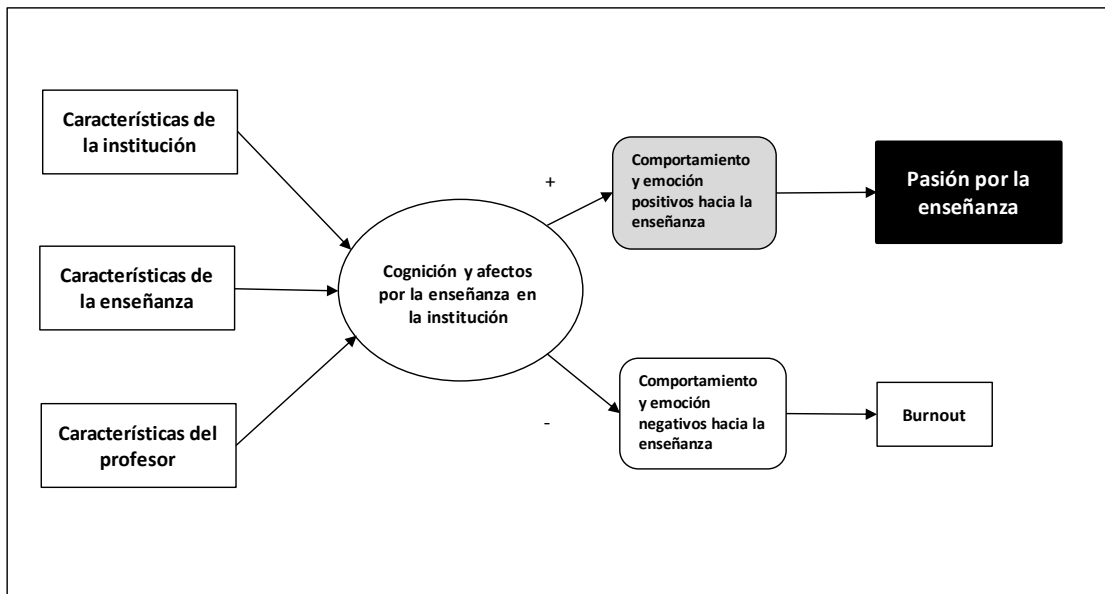 Características de
la institución
Características de
la enseñanza
Características del
profesor
Cognición y afectos
por la enseñanza en
la institución
+
-
Comportamiento
y emoción
positivos hacia la
enseñanza
Pasión por la
enseñanza
Comportamiento
y emoción
negativos hacia la
enseñanza
Burnout